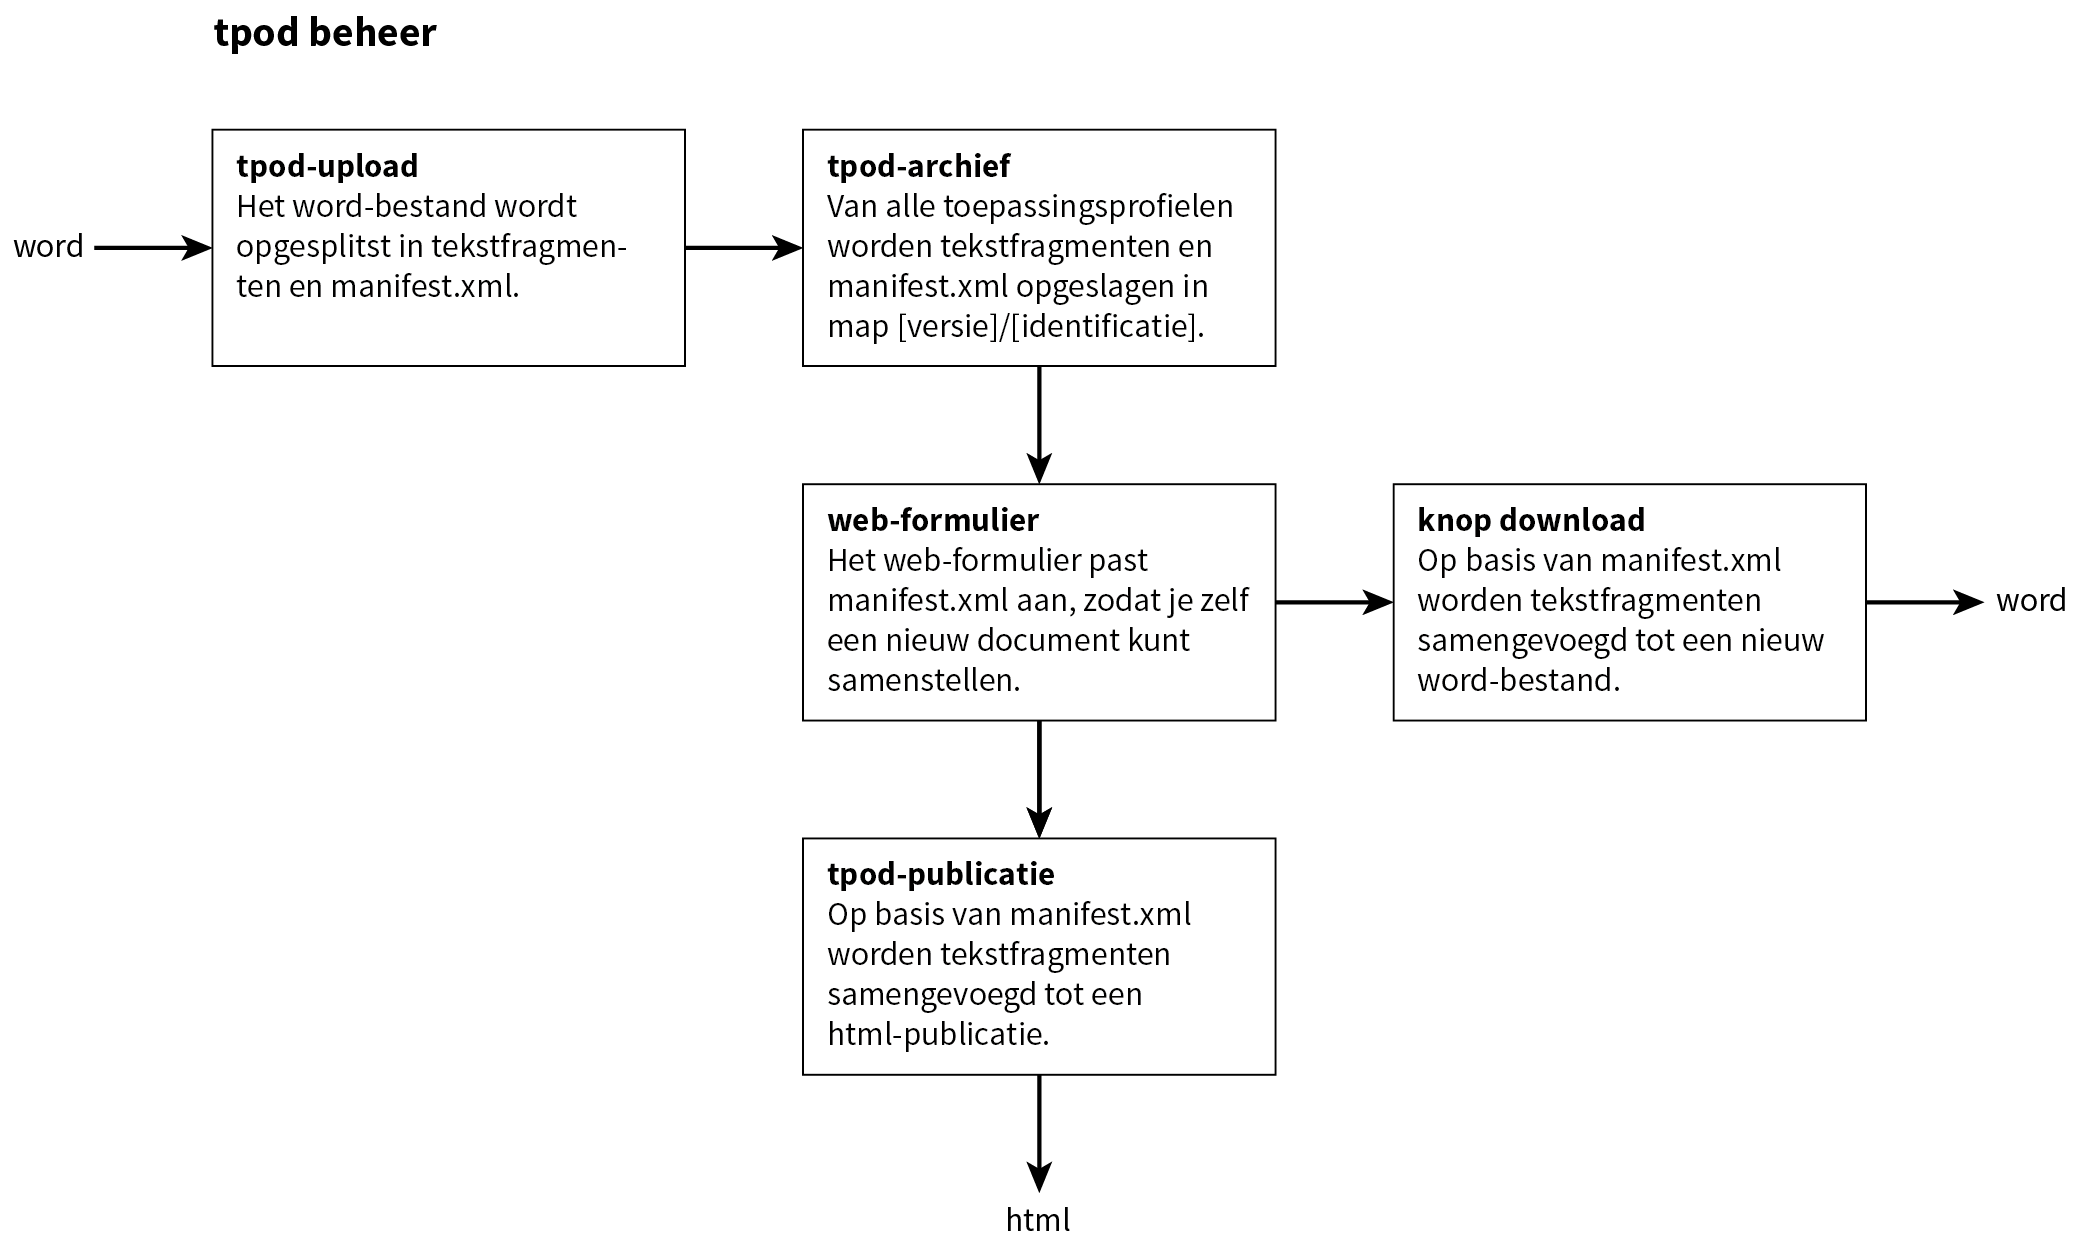 tpod beheer
word
tpod-upload
Het word-bestand wordt
opgesplitst in tekstfragmen-
ten en manifest.xml.
tpod-archief
Van alle toepassingsprofielen
worden tekstfragmenten en
manifest.xml opgeslagen in
map [versie]/[identificatie].
web-formulier
Het web-formulier past
manifest.xml aan, zodat je zelf
een nieuw document kunt
samenstellen.
knop download
Op basis van manifest.xml
worden tekstfragmenten
samengevoegd tot een nieuw
word-bestand.
word
tpod-publicatie
Op basis van manifest.xml
worden tekstfragmenten
samengevoegd tot een
html-publicatie.
html